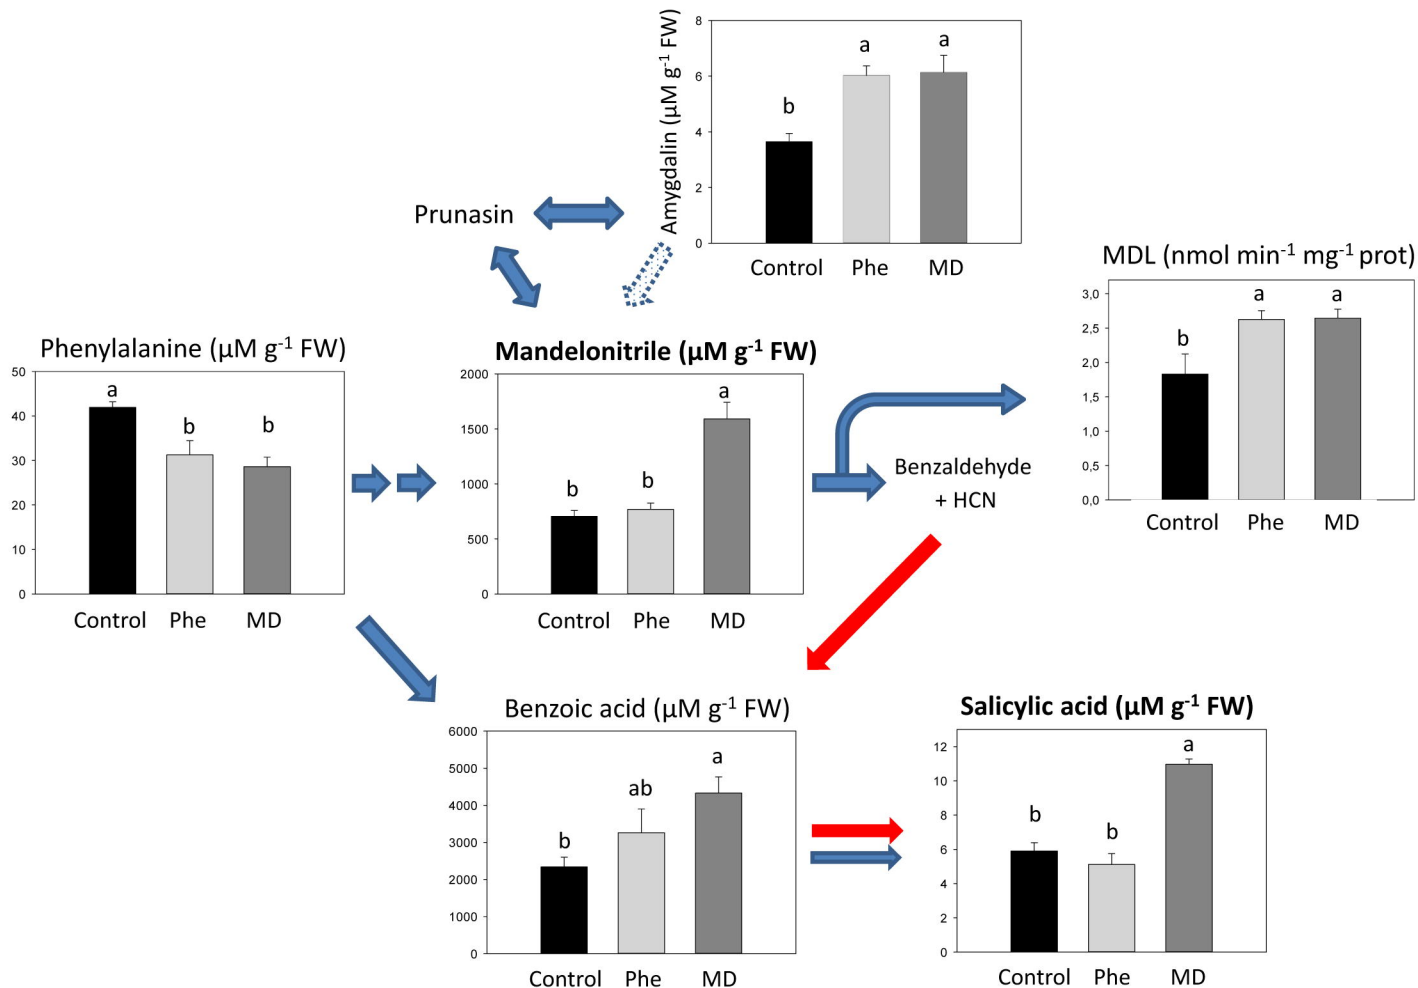 Amygdalin (µM g⁻¹ FW)
8
6
4
2
0
b
a
a
Control Phe MD
Prunasin
MDL (nmol min⁻¹ mg⁻¹ prot)
3,0
2,5
2,0
1,5
1,0
0,5
0,0
b
a
a
Control Phe MD
Phenylalanine (µM g⁻¹ FW)
50
40
30
20
10
0
a
b
b
Control Phe MD
Mandelonitrile (µM g⁻¹ FW)
2000
1500
1000
500
0
b
b
a
Control Phe MD
Benzaldehyde
+ HCN
Benzoic acid (µM g⁻¹ FW)
6000
5000
4000
3000
2000
1000
0
b
ab
a
Control Phe MD
Salicylic acid (µM g⁻¹ FW)
12
10
8
6
4
2
0
b
b
a
Control Phe MD